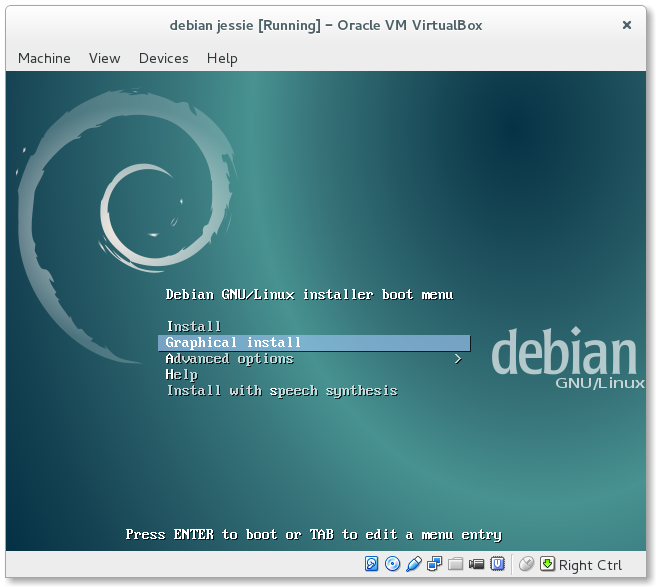 debian jessie [Running] – Oracle VM VirtualBox
Machine View Devices Help
Debian GNU/Linux installer boot menu
Install
Graphical install
Advanced options >
Help
Install with speech synthesis
debian
GNU/Linux
Press ENTER to boot or TAB to edit a menu entry
Right Ctrl